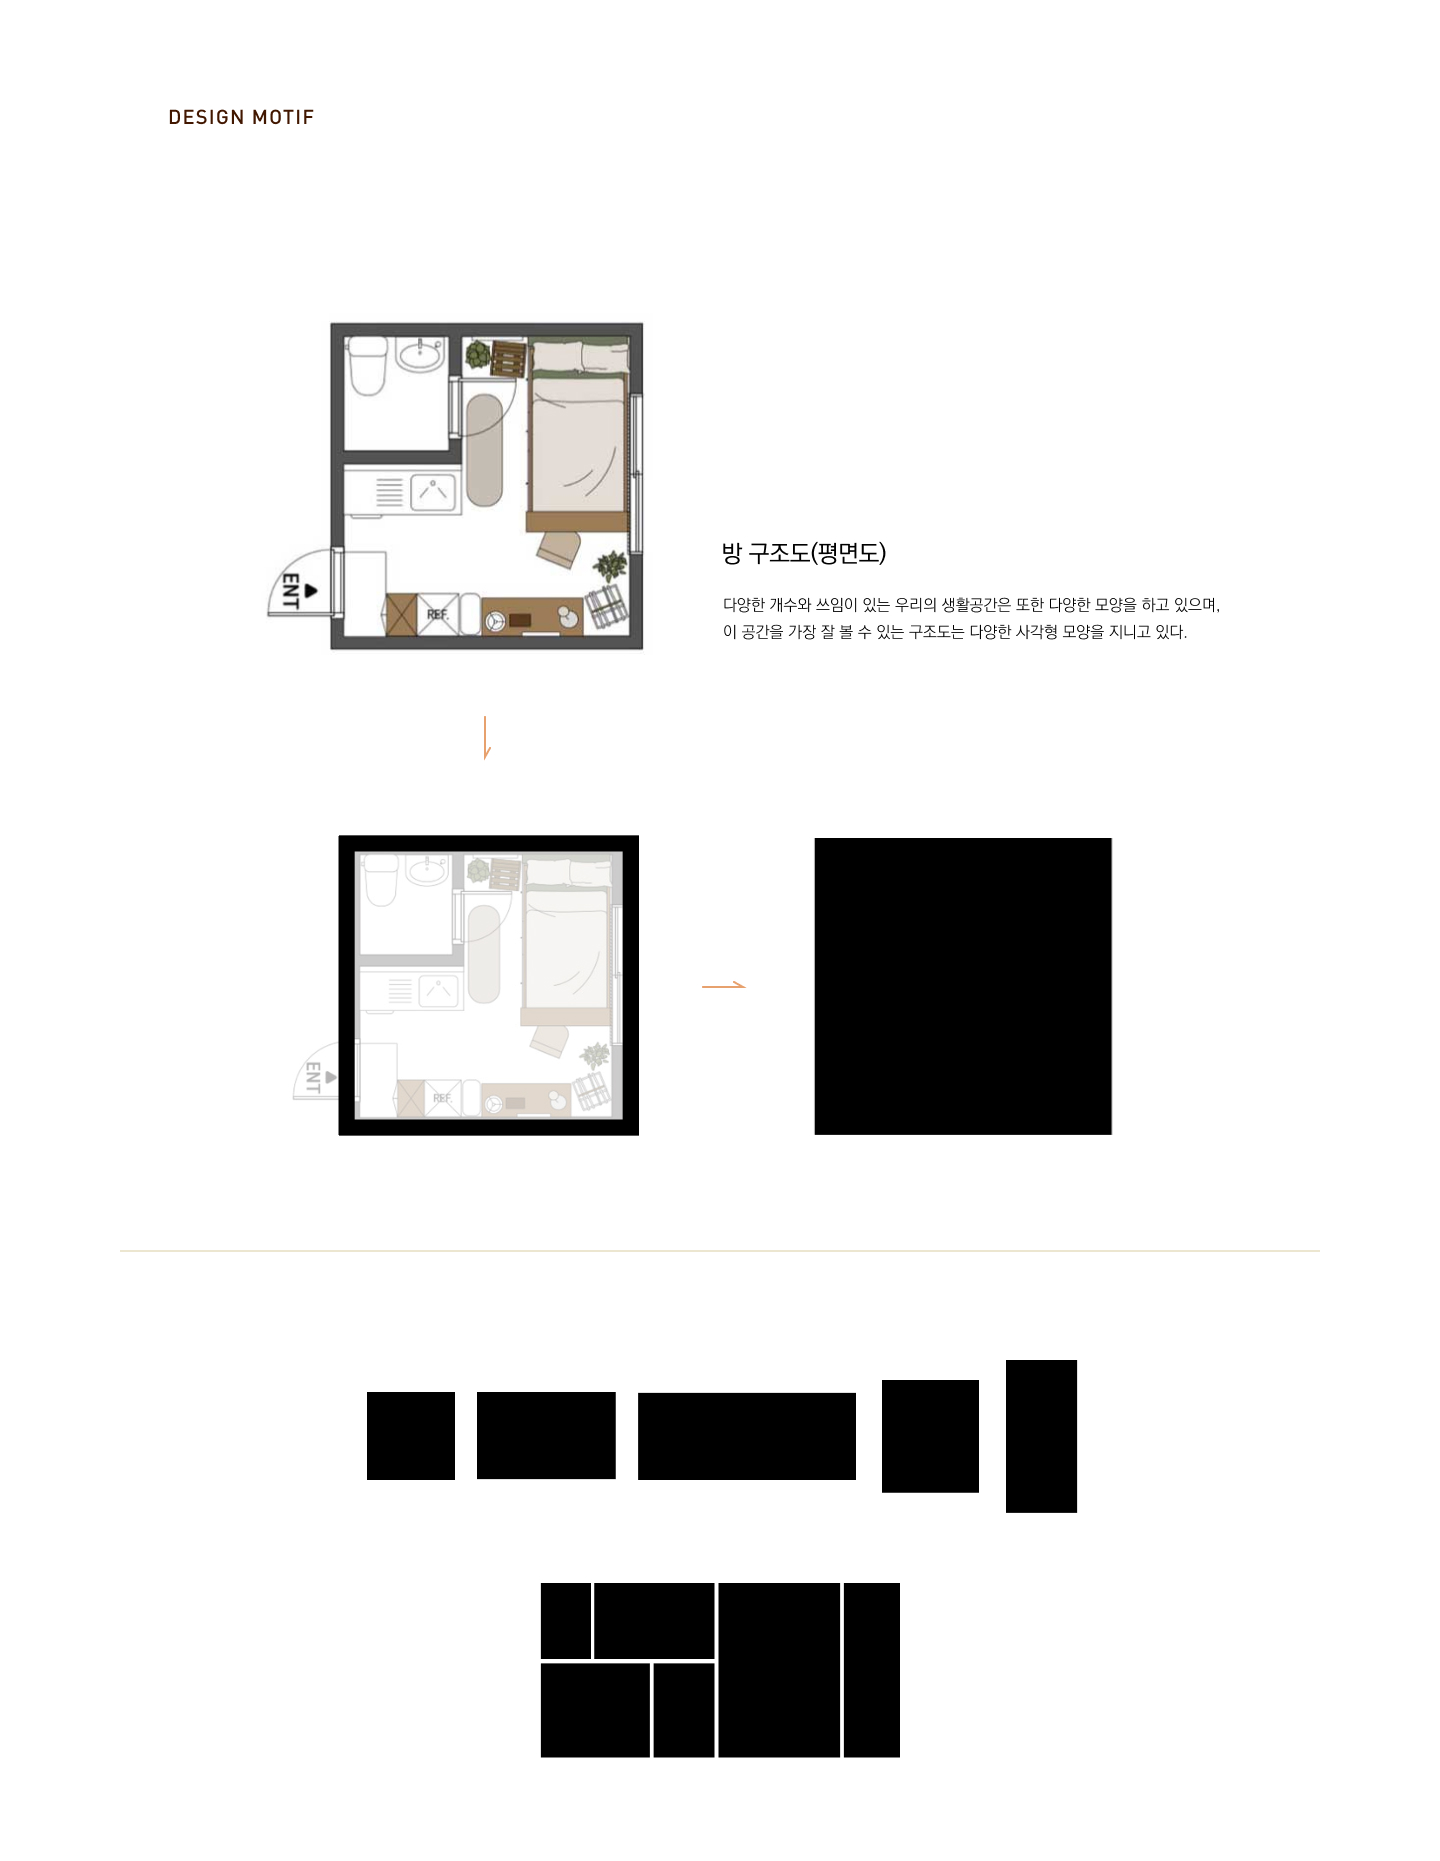 DESIGN MOTIF
ENT
REF.
방 구조도(평면도)
다양한 개수와 쓰임이 있는 우리의 생활공간은 또한 다양한 모양을 하고 있으며,
이 공간을 가장 잘 볼 수 있는 구조도는 다양한 사각형 모양을 지니고 있다.
ENT
REF.